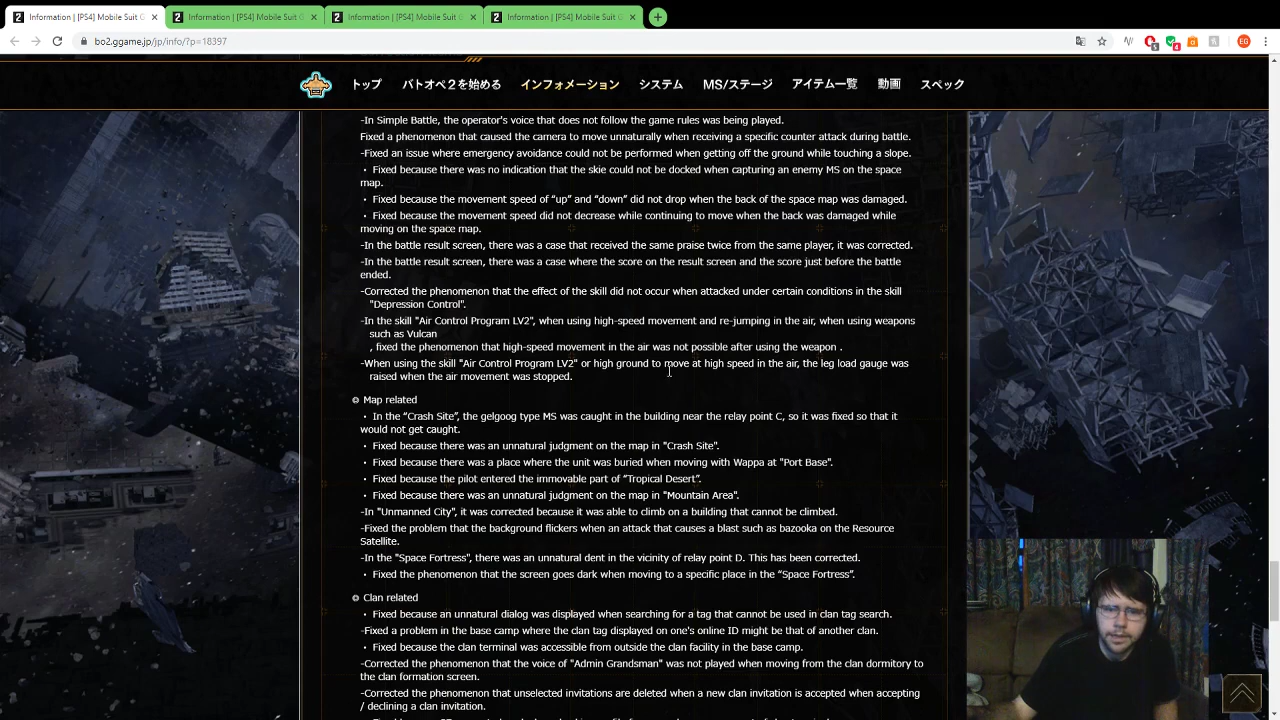 2 Information | [PS4] Mobile Suit G ×
2 Information | [PS4] Mobile Suit G ×
2 Information | [PS4] Mobile Suit G ×
2 Information | [PS4] Mobile Suit G ×
bo2.ggame.jp/jp/info/?p=18397
EG
トップ バトオペ２を始める インフォメーション システム MS/ステージ アイテム一覧 動画 スペック
-In Simple Battle, the operator's voice that does not follow the game rules was being played.
Fixed a phenomenon that caused the camera to move unnaturally when receiving a specific counter attack during battle.
-Fixed an issue where emergency avoidance could not be performed when getting off the ground while touching a slope.
・ Fixed because there was no indication that the skie could not be docked when capturing an enemy MS on the space
map.
・ Fixed because the movement speed of “up” and “down” did not drop when the back of the space map was damaged.
・ Fixed because the movement speed did not decrease while continuing to move when the back was damaged while
moving on the space map.
-In the battle result screen, there was a case that received the same praise twice from the same player, it was corrected.
-In the battle result screen, there was a case where the score on the result screen and the score just before the battle
ended.
-Corrected the phenomenon that the effect of the skill did not occur when attacked under certain conditions in the skill
"Depression Control".
-In the skill "Air Control Program LV2", when using high-speed movement and re-jumping in the air, when using weapons
such as Vulcan
, fixed the phenomenon that high-speed movement in the air was not possible after using the weapon .
-When using the skill "Air Control Program LV2" or high ground to move at high speed in the air, the leg load gauge was
raised when the air movement was stopped.
Map related
・ In the “Crash Site”, the gelgoog type MS was caught in the building near the relay point C, so it was fixed so that it
would not get caught.
・ Fixed because there was an unnatural judgment on the map in "Crash Site".
・ Fixed because there was a place where the unit was buried when moving with Wappa at "Port Base".
・ Fixed because the pilot entered the immovable part of “Tropical Desert”.
・ Fixed because there was an unnatural judgment on the map in "Mountain Area".
-In "Unmanned City", it was corrected because it was able to climb on a building that cannot be climbed.
-Fixed the problem that the background flickers when an attack that causes a blast such as bazooka on the Resource
Satellite.
-In the "Space Fortress", there was an unnatural dent in the vicinity of relay point D. This has been corrected.
・ Fixed the phenomenon that the screen goes dark when moving to a specific place in the “Space Fortress”.
Clan related
・ Fixed because an unnatural dialog was displayed when searching for a tag that cannot be used in clan tag search.
-Fixed a problem in the base camp where the clan tag displayed on one's online ID might be that of another clan.
・ Fixed because the clan terminal was accessible from outside the clan facility in the base camp.
-Corrected the phenomenon that the voice of "Admin Grandsman" was not played when moving from the clan dormitory to
the clan formation screen.
-Corrected the phenomenon that unselected invitations are deleted when a new clan invitation is accepted when accepting
/ declining a clan invitation.